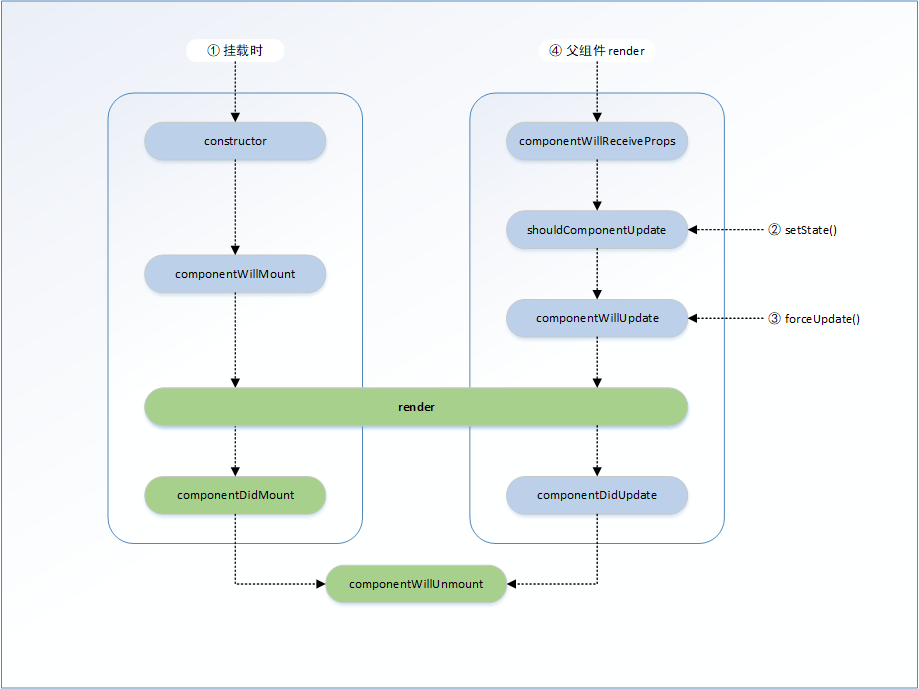 ① 挂载时
④ 父组件 render
constructor
componentWillReceiveProps
shouldComponentUpdate
② setState()
componentWillMount
componentWillUpdate
③ forceUpdate()
render
componentDidMount
componentDidUpdate
componentWillUnmount